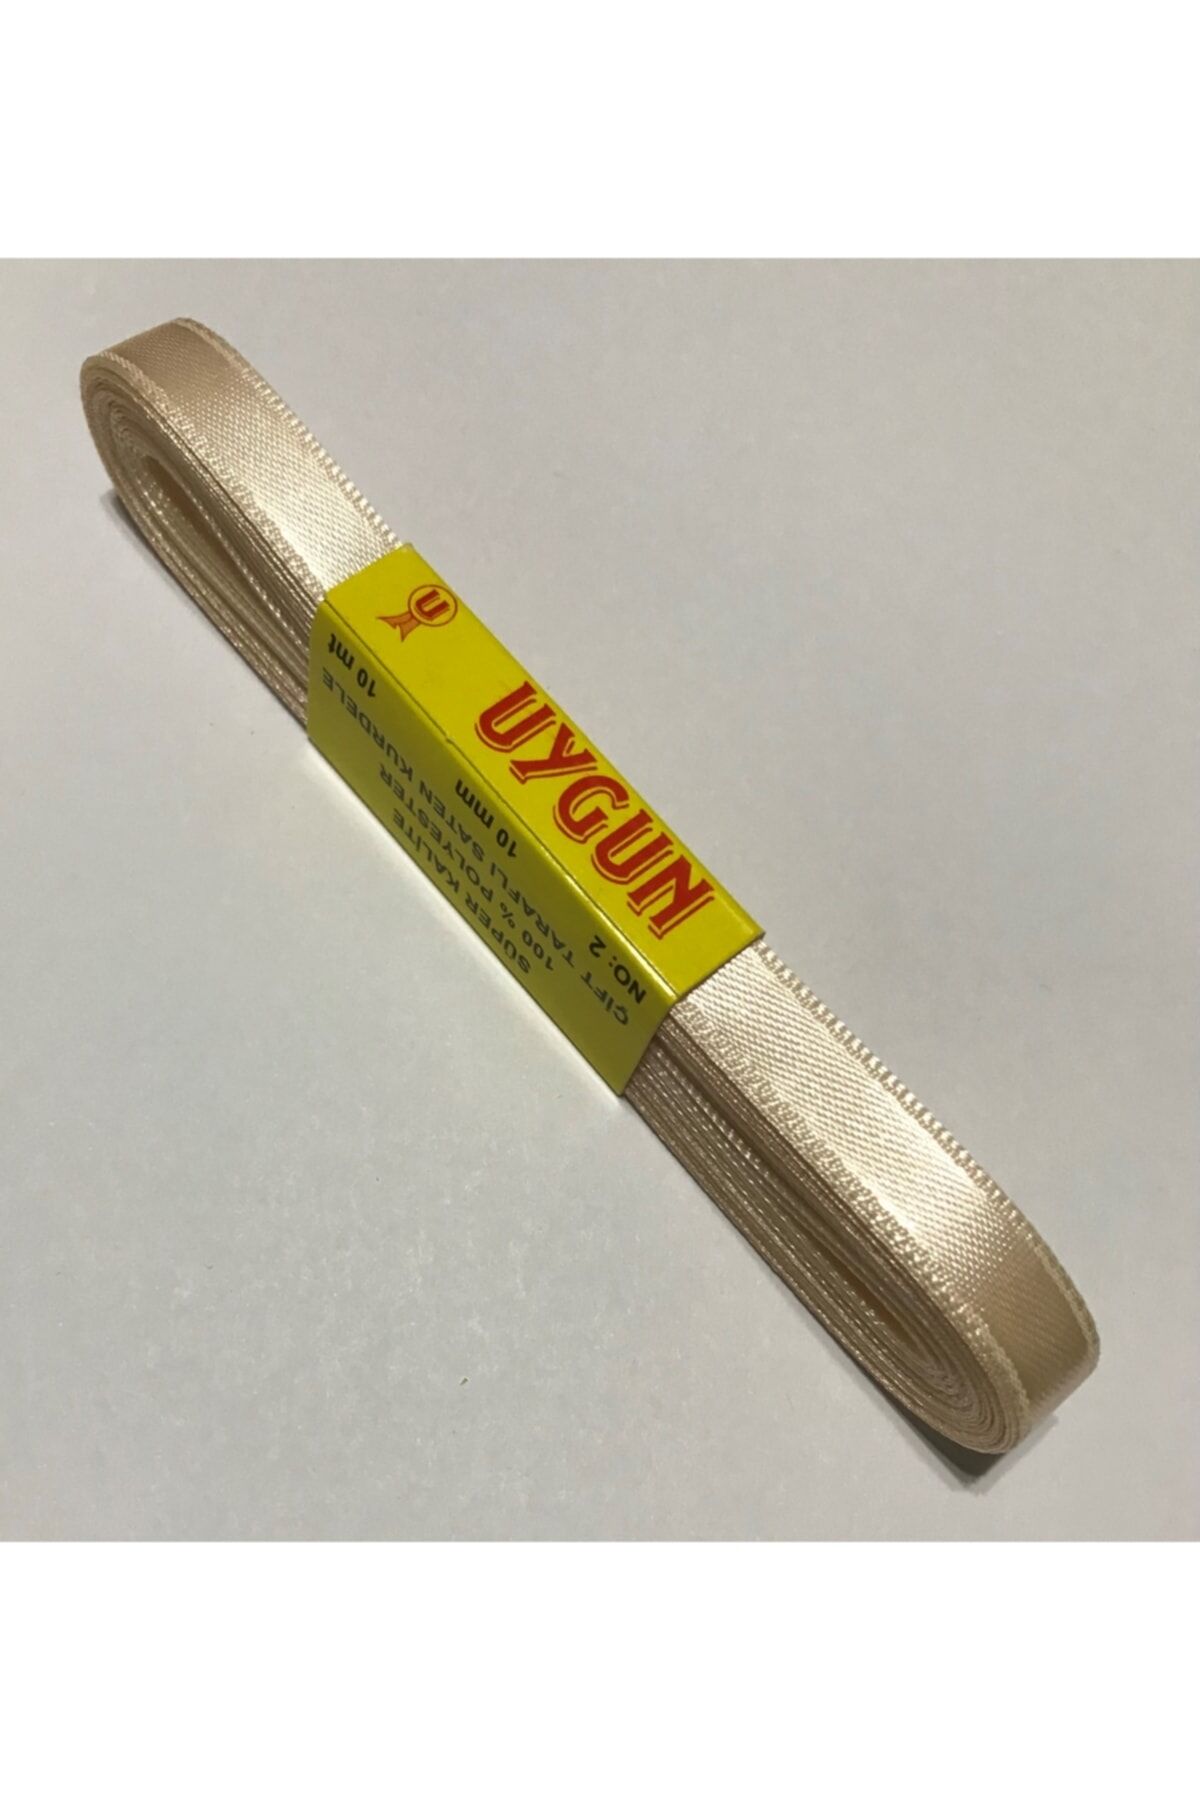 U
UYGUN
SÜPER KALİTE
100 % POLYESTER
ÇİFT TARAFLI SATEN KURDELE
NO: 2 10 mm 10 mt